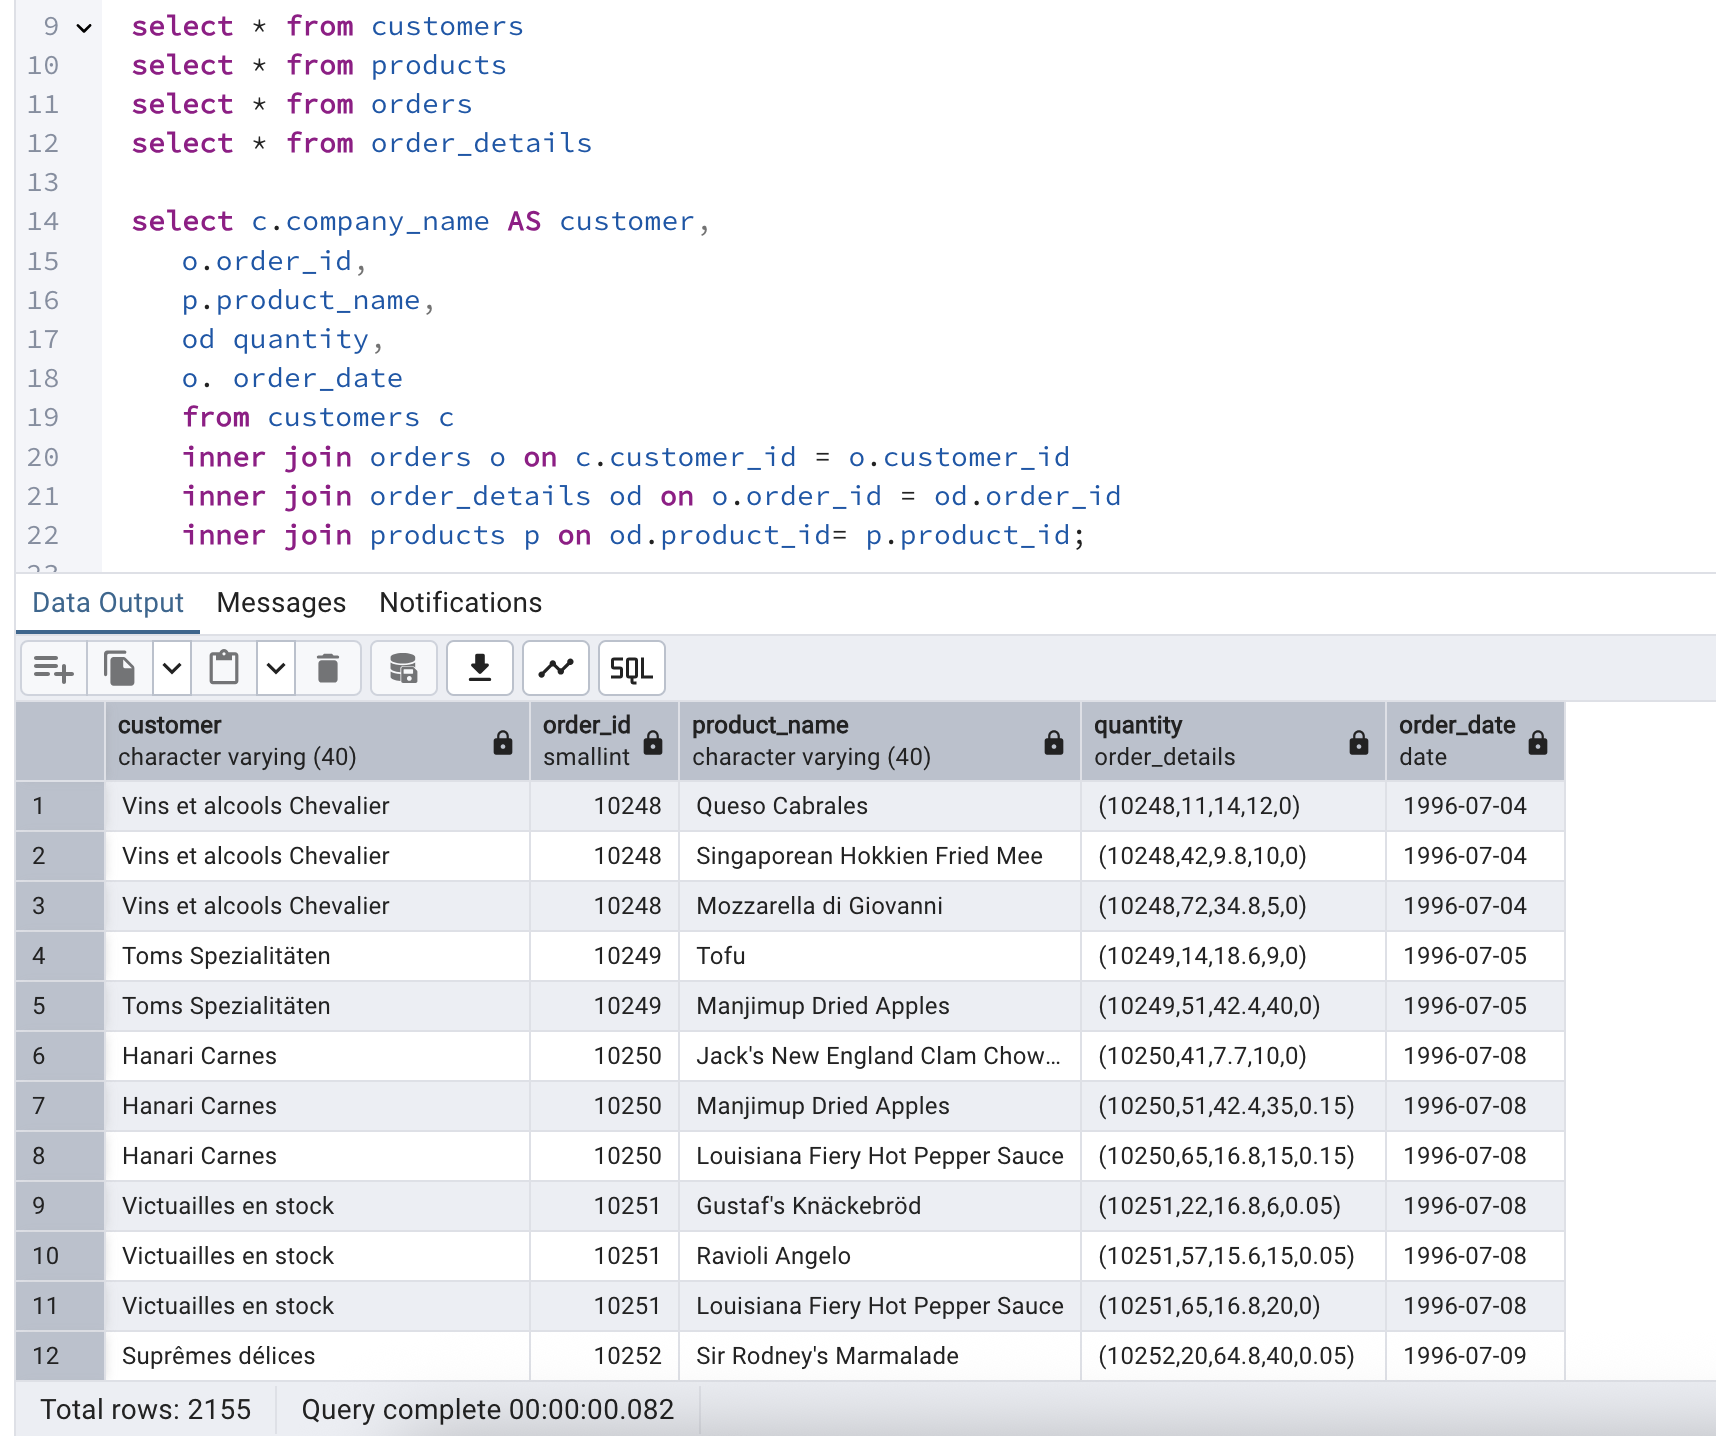 9 select * from customers
10 select * from products
11 select * from orders
12 select * from order_details
13
14 select c.company_name AS customer,
15 o.order_id,
16 p.product_name,
17 od quantity,
18 o. order_date
19 from customers c
20 inner join orders o on c.customer_id = o.customer_id
21 inner join order_details od on o.order_id = od.order_id
22 inner join products p on od.product_id= p.product_id;
23
Data Output Messages Notifications
SQL
customer order_id product_name quantity order_date
character varying (40) smallint character varying (40) order_details date
1 Vins et alcools Chevalier 10248 Queso Cabrales (10248,11,14,12,0) 1996-07-04
2 Vins et alcools Chevalier 10248 Singaporean Hokkien Fried Mee (10248,42,9.8,10,0) 1996-07-04
3 Vins et alcools Chevalier 10248 Mozzarella di Giovanni (10248,72,34.8,5,0) 1996-07-04
4 Toms Spezialitäten 10249 Tofu (10249,14,18.6,9,0) 1996-07-05
5 Toms Spezialitäten 10249 Manjimup Dried Apples (10249,51,42.4,40,0) 1996-07-05
6 Hanari Carnes 10250 Jack's New England Clam Chow... (10250,41,7.7,10,0) 1996-07-08
7 Hanari Carnes 10250 Manjimup Dried Apples (10250,51,42.4,35,0.15) 1996-07-08
8 Hanari Carnes 10250 Louisiana Fiery Hot Pepper Sauce (10250,65,16.8,15,0.15) 1996-07-08
9 Victuailles en stock 10251 Gustaf's Knäckebröd (10251,22,16.8,6,0.05) 1996-07-08
10 Victuailles en stock 10251 Ravioli Angelo (10251,57,15.6,15,0.05) 1996-07-08
11 Victuailles en stock 10251 Louisiana Fiery Hot Pepper Sauce (10251,65,16.8,20,0) 1996-07-08
12 Suprêmes délices 10252 Sir Rodney's Marmalade (10252,20,64.8,40,0.05) 1996-07-09
Total rows: 2155 Query complete 00:00:00.082